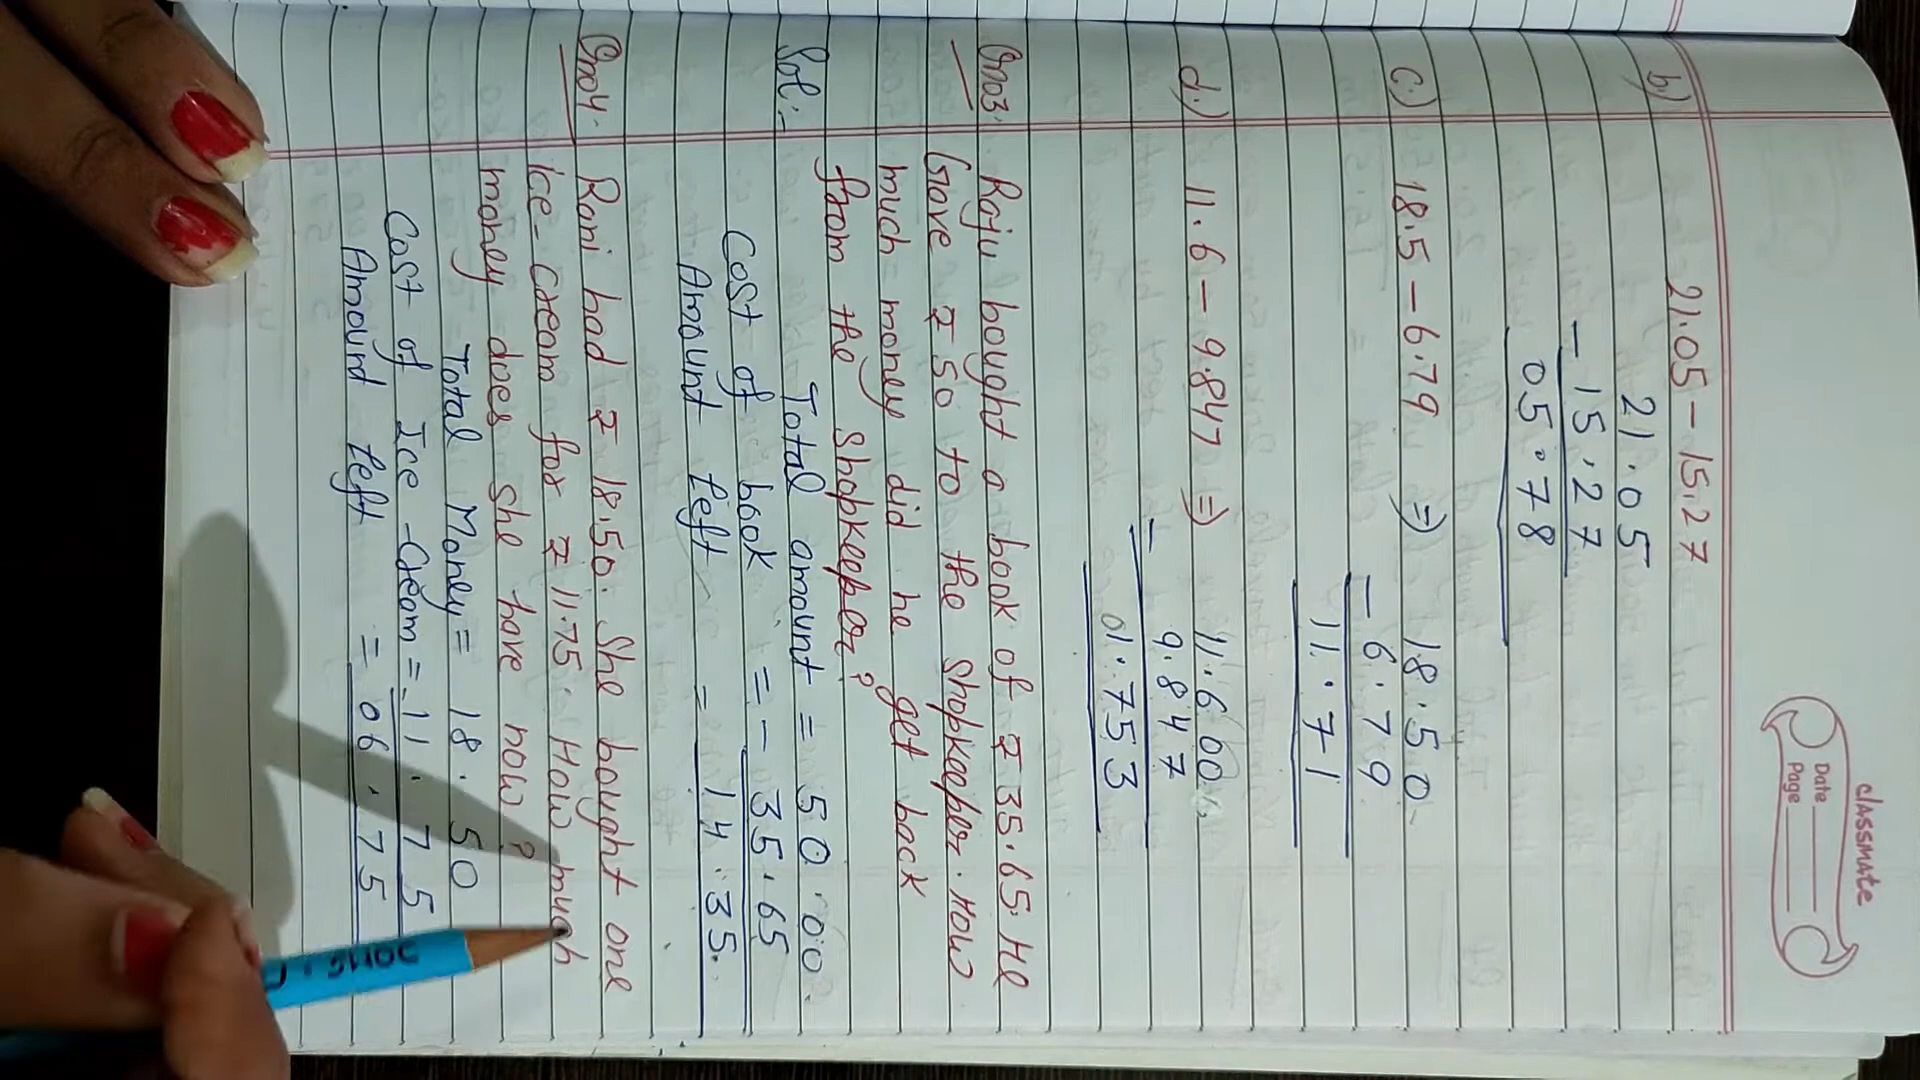 classmate
Date
Page
b.) 21.05 - 15.27
21.05
- 15.27
05.78
c.) 18.5 - 6.79 ⇒ 18.50
- 6.79
11.71
d.) 11.6 - 9.847 ⇒ 11.600
- 9.847
01.753
Qno3. Raju bought a book of ₹ 35.65. He
Gave ₹ 50 to the Shopkeeper. How
much money did he get back
from the Shopkeeper?
Sol:- Total amount = 50.00
Cost of book = - 35.65
Amount left = 14.35
Qno4. Rani had ₹ 18.50. She bought one
Ice-Cream for ₹ 11.75. How much
money does she have now?
Total Money = 18.50
Cost of Ice-Cream = 11.75
Amount left = 06.75
DOMS